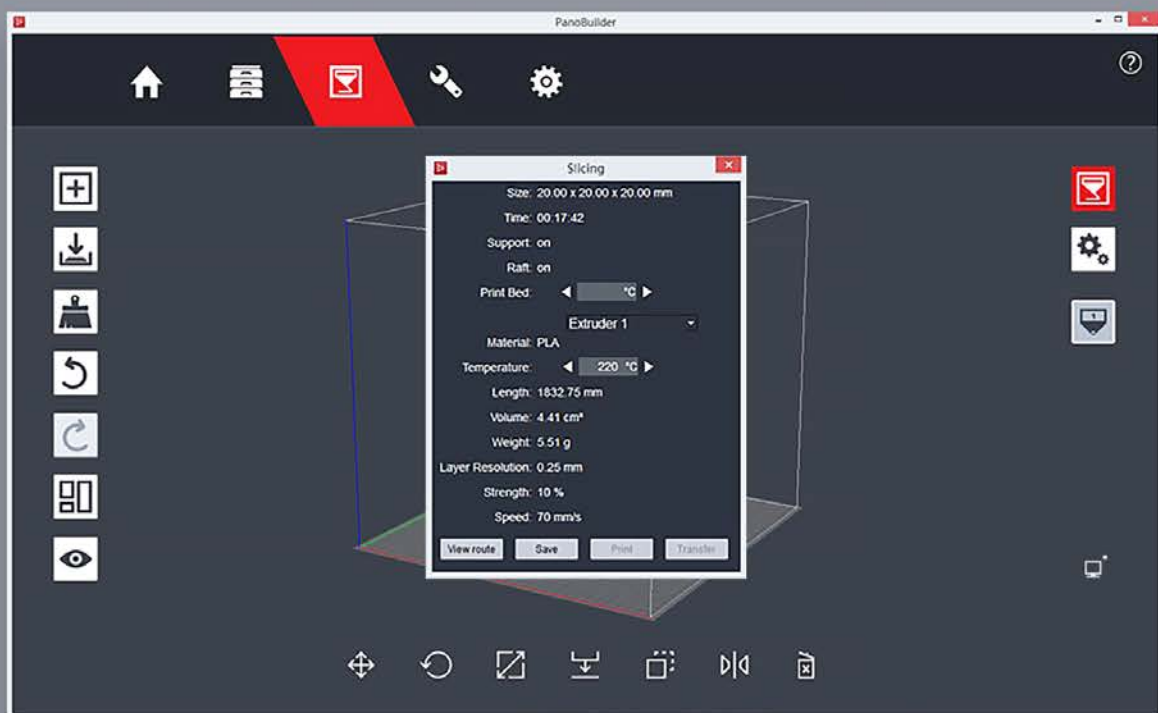 PanoBuilder
Slicing
Size: 20.00 x 20.00 x 20.00 mm
Time: 00:17:42
Support: on
Raft: on
Print Bed: °C
Extruder 1
Material: PLA
Temperature: 220 °C
Length: 1832.75 mm
Volume: 4.41 cm³
Weight: 5.51 g
Layer Resolution: 0.25 mm
Strength: 10 %
Speed: 70 mm/s
View route Save Print Transfer
1